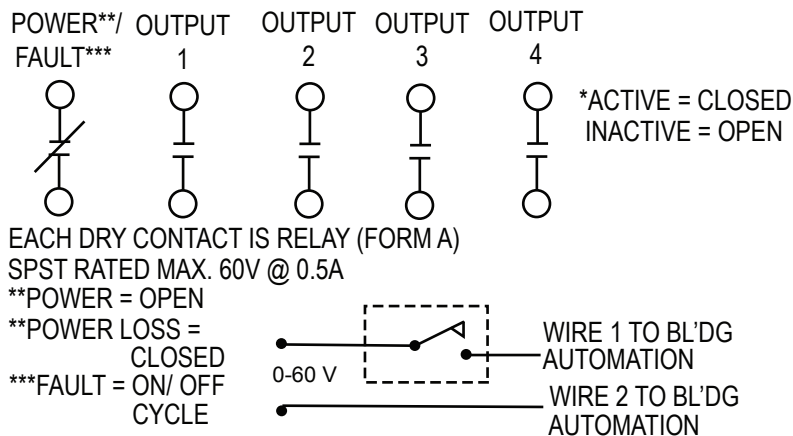 POWER**/ OUTPUT OUTPUT OUTPUT OUTPUT
FAULT*** 1 2 3 4
*ACTIVE = CLOSED
INACTIVE = OPEN
EACH DRY CONTACT IS RELAY (FORM A)
SPST RATED MAX. 60V @ 0.5A
**POWER = OPEN
**POWER LOSS =
CLOSED
***FAULT = ON/ OFF
CYCLE
0-60 V
WIRE 1 TO BL'DG
AUTOMATION
WIRE 2 TO BL'DG
AUTOMATION